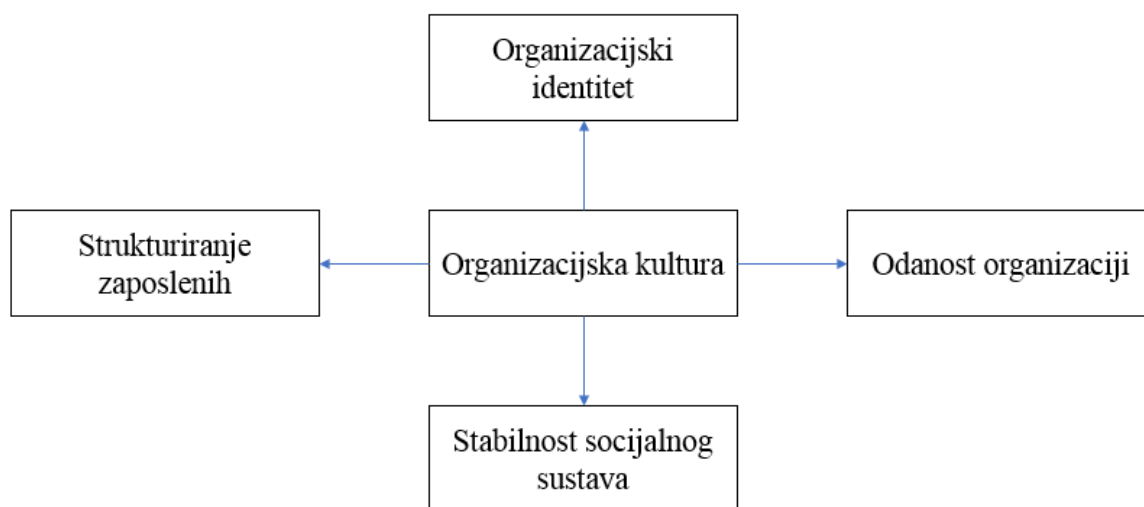 Organizacijski
identitet
Strukturiranje
zaposlenih
Organizacijska kultura
Odanost organizaciji
Stabilnost socijalnog
sustava